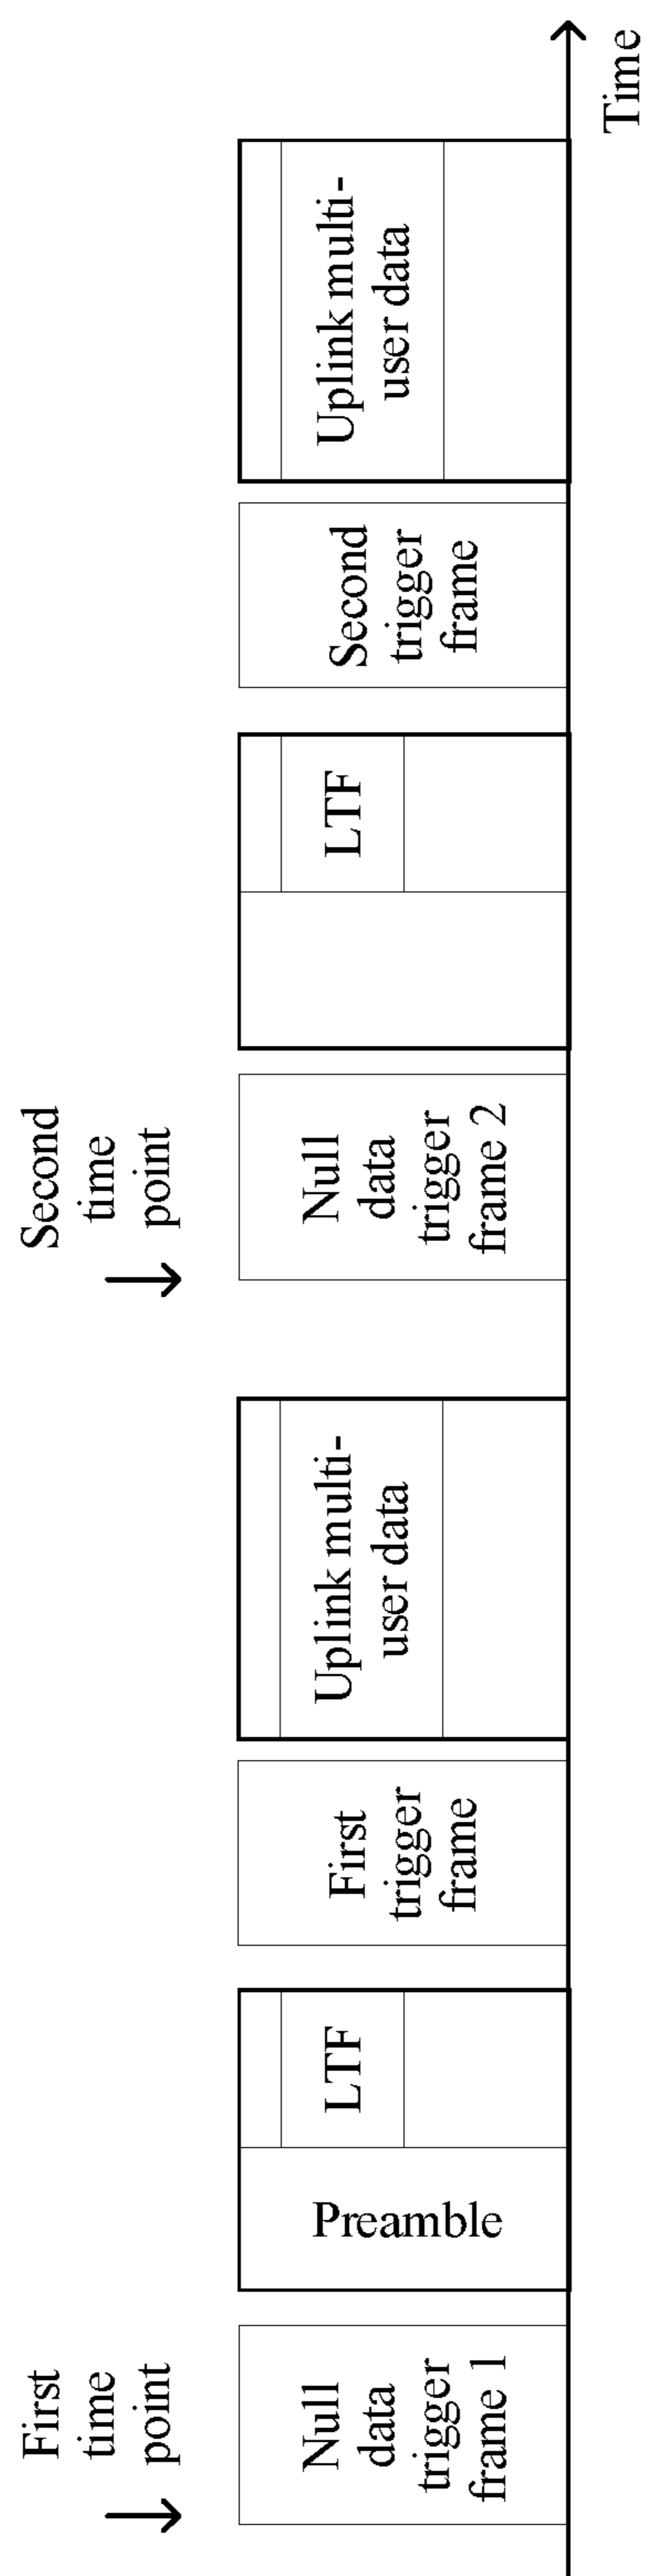 First
time
point
Second
time
point
Null
data
trigger
frame 1
Preamble
LTF
First
trigger
frame
Uplink multi-
user data
Null
data
trigger
frame 2
LTF
Second
trigger
frame
Uplink multi-
user data
Time